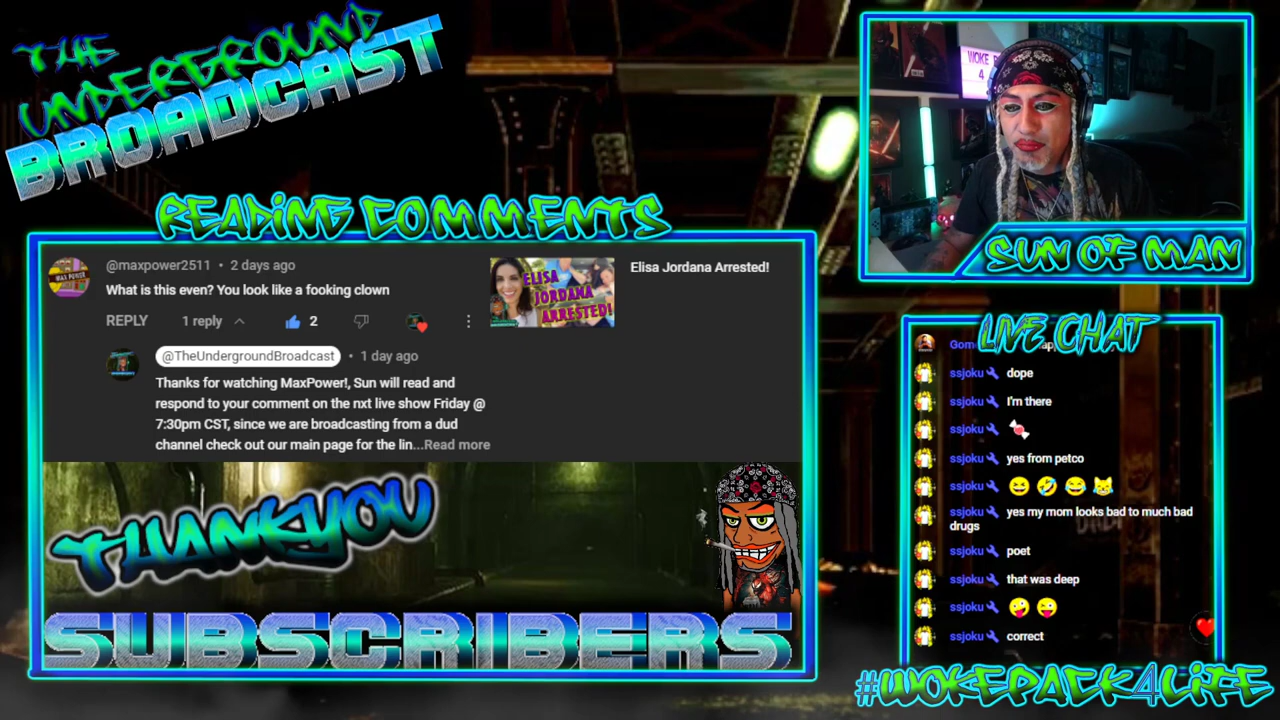 THE
UNDERGROUND
BROADCAST
READING COMMENTS
@maxpower2511 • 2 days ago
What is this even? You look like a fooking clown
REPLY 1 reply 2
MAX POWER
ELISA
JORDANA
ARRESTED!
Elisa Jordana Arrested!
@TheUndergroundBroadcast • 1 day ago
Thanks for watching MaxPower!, Sun will read and
respond to your comment on the nxt live show Friday @
7:30pm CST, since we are broadcasting from a dud
channel check out our main page for the lin...Read more
THANKYOU
SUBSCRIBERS
WOKE
4
SUN OF MAN
LIVE CHAT
ssjoku dope
ssjoku I'm there
ssjoku 🍬
ssjoku yes from petco
ssjoku 😆 🤣 😂 😹
ssjoku yes my mom looks bad to much bad
drugs
ssjoku poet
ssjoku that was deep
ssjoku 🤪 😜
ssjoku correct
#WOKEPACK4LIFE